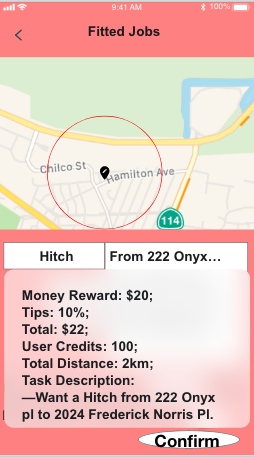 9:41 AM 100%
Fitted Jobs
Chilco St
Hamilton Ave
114
Hitch From 222 Onyx...
Money Reward: $20;
Tips: 10%;
Total: $22;
User Credits: 100;
Total Distance: 2km;
Task Description:
—Want a Hitch from 222 Onyx
pl to 2024 Frederick Norris Pl.
Confirm